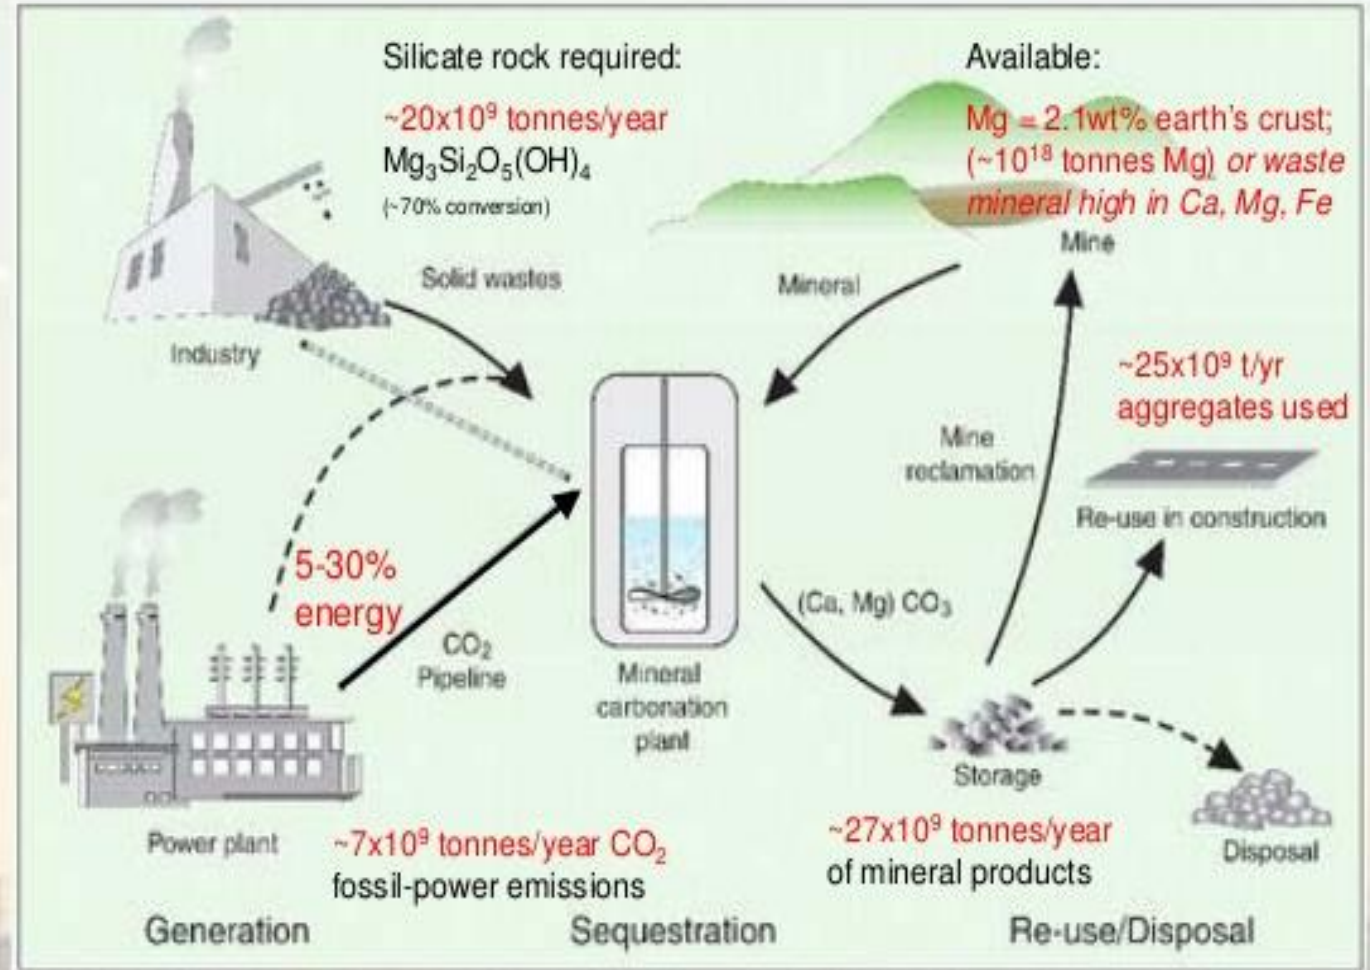 Silicate rock required:
~20x10⁹ tonnes/year
Mg₃Si₂O₅(OH)₄
(~70% conversion)
Available:
Mg = 2.1wt% earth's crust;
(~10¹⁸ tonnes Mg) or waste
mineral high in Ca, Mg, Fe
Mine
Solid wastes
Mineral
Industry
~25x10⁹ t/yr
aggregates used
Mine
reclamation
Re-use in construction
5-30%
energy
CO₂
Pipeline
(Ca, Mg) CO₃
Mineral
carbonation
plant
Storage
Power plant
~7x10⁹ tonnes/year CO₂
fossil-power emissions
~27x10⁹ tonnes/year
of mineral products
Disposal
Generation
Sequestration
Re-use/Disposal